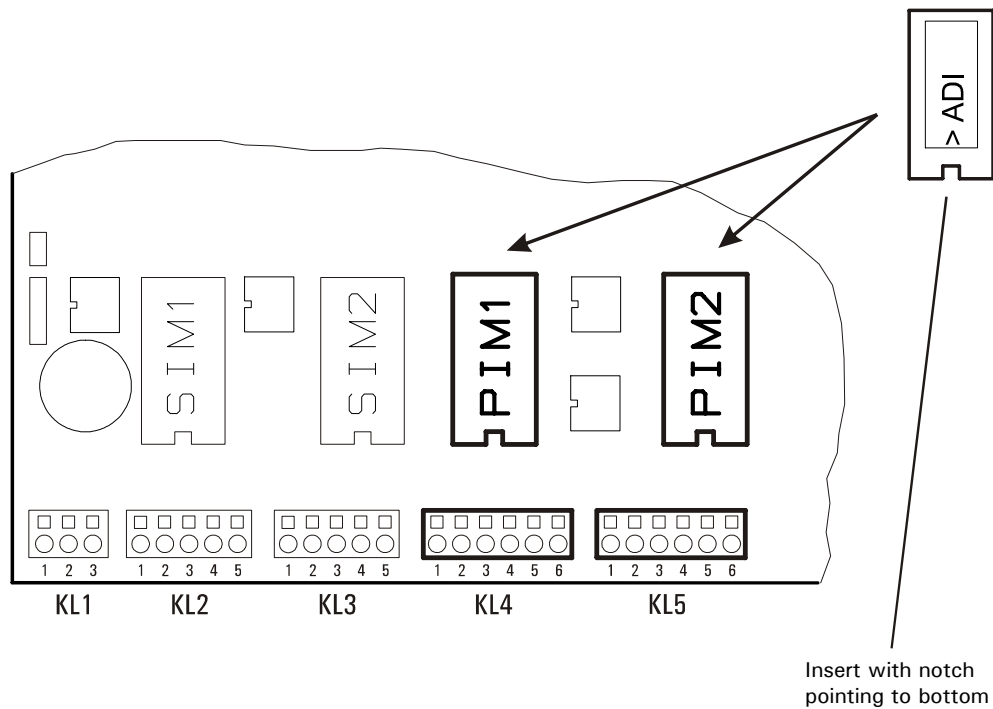 > ADI
SIM1
SIM2
PIM1
PIM2
1 2 3
1 2 3 4 5
1 2 3 4 5
1 2 3 4 5 6
1 2 3 4 5 6
KL1
KL2
KL3
KL4
KL5
Insert with notch
pointing to bottom